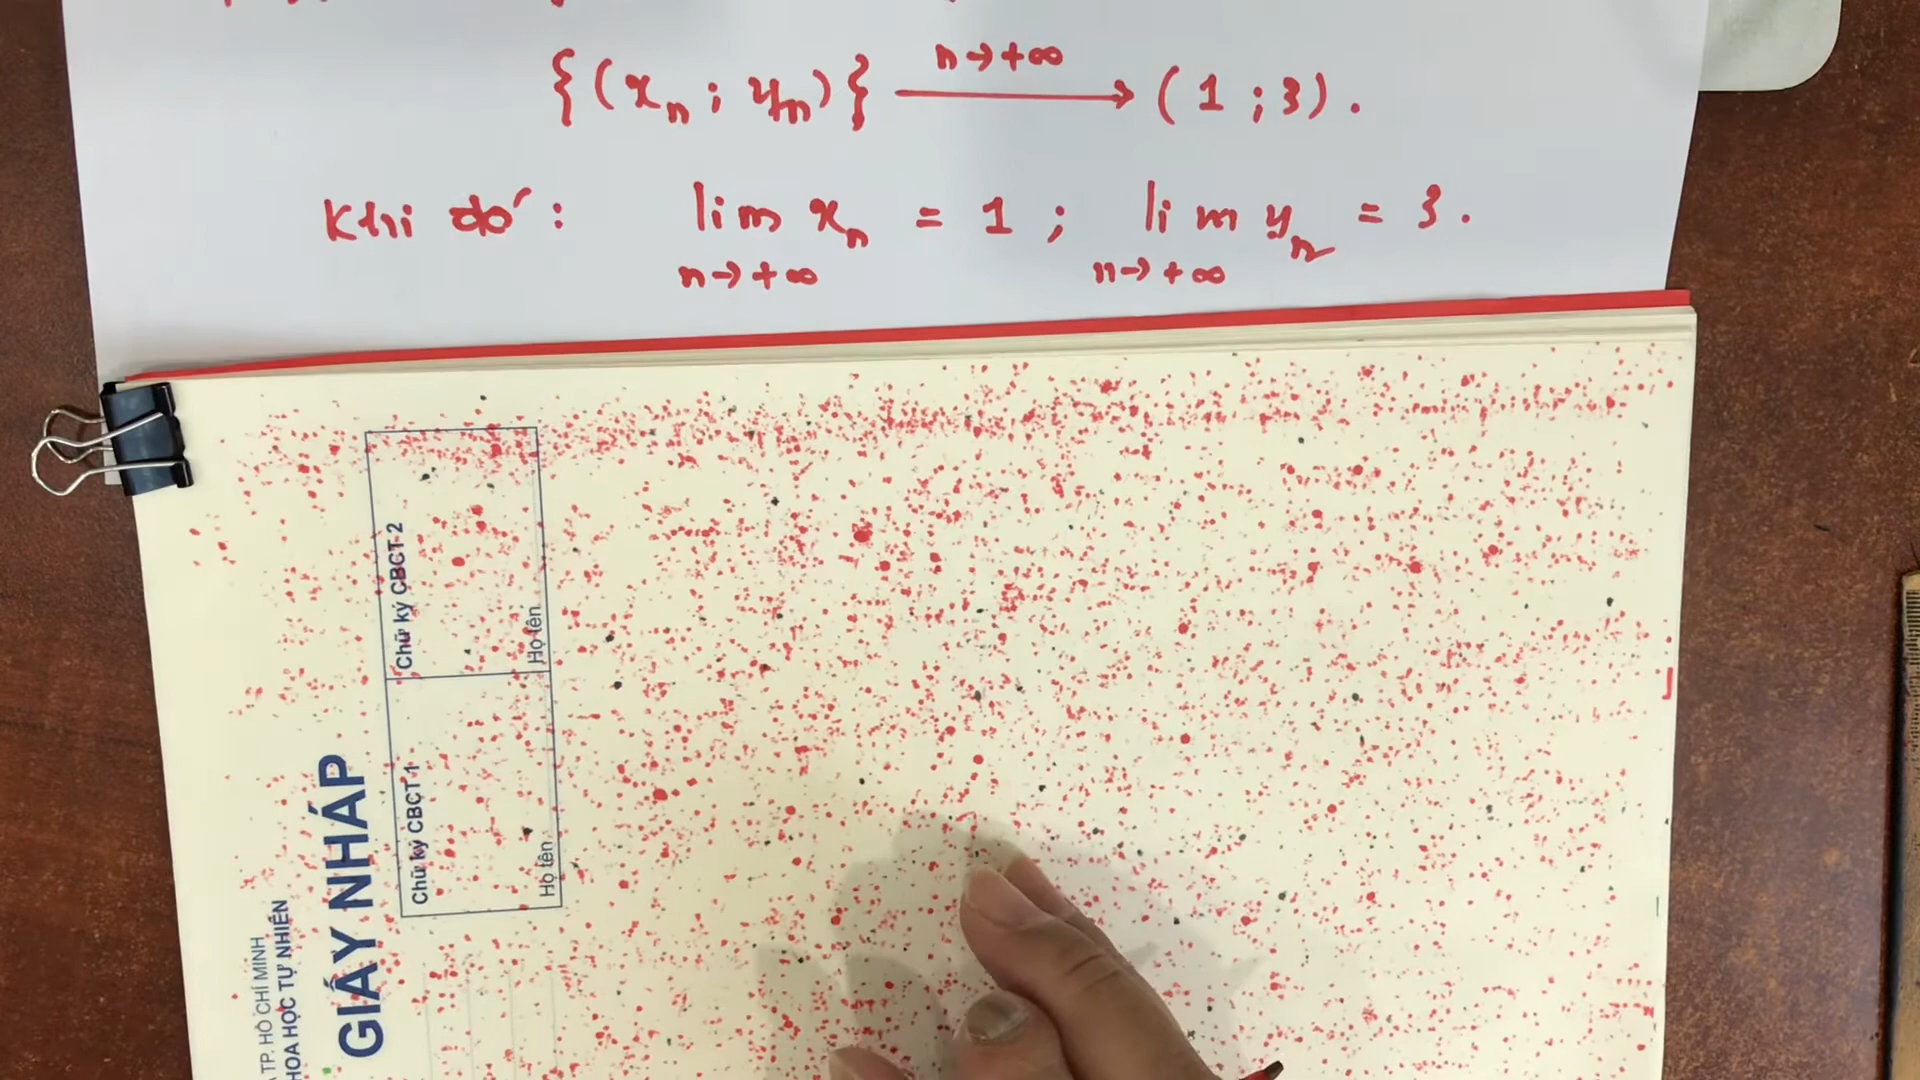 n→+∞
{(xₙ ; yₙ)} ⟶ (1 ; 3).
Khi đó : lim xₙ = 1 ; lim yₙ = 3.
n→+∞ n→+∞
Chữ ký CBCT 2
Họ tên
Chữ ký CBCT 1
Họ tên
GIẤY NHÁP
TP. HỒ CHÍ MINH
HOA HỌC TỰ NHIÊN